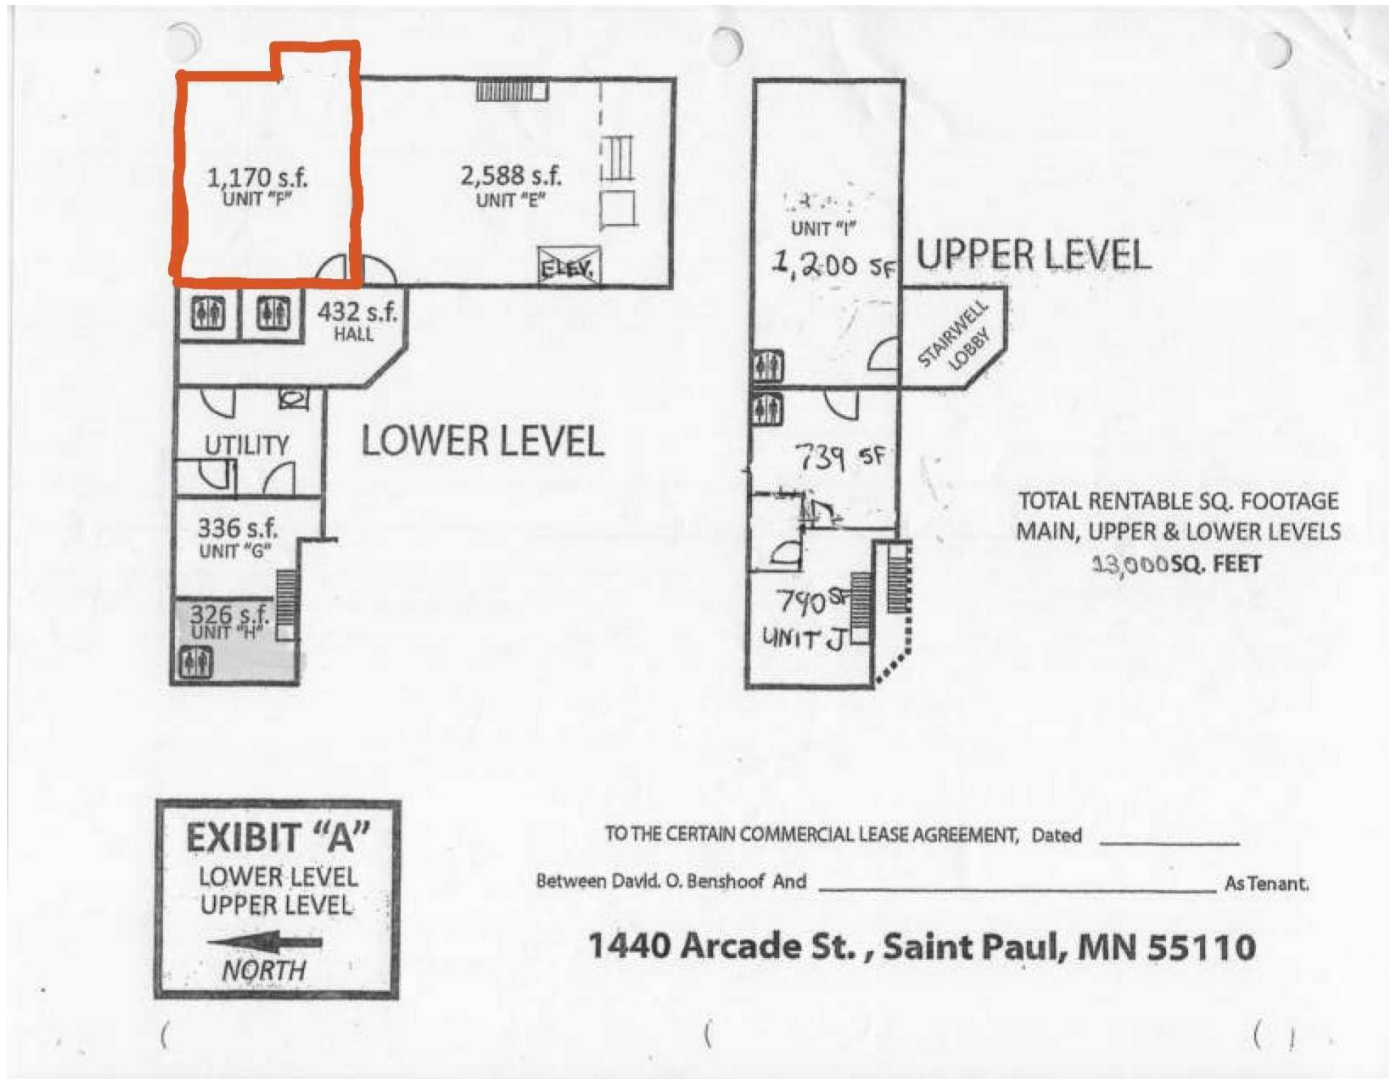 1,170 s.f.
UNIT "F"
2,588 s.f.
UNIT "E"
ELEV.
432 s.f.
HALL
UTILITY
LOWER LEVEL
336 s.f.
UNIT "G"
326 s.f.
UNIT "H"
UNIT "I"
1,200 SF
UPPER LEVEL
STAIRWELL
LOBBY
739 SF
790 SF
UNIT J
TOTAL RENTABLE SQ. FOOTAGE
MAIN, UPPER & LOWER LEVELS
13,000 SQ. FEET
EXIBIT "A"
LOWER LEVEL
UPPER LEVEL
NORTH
TO THE CERTAIN COMMERCIAL LEASE AGREEMENT, Dated
Between David. O. Benshoof And As Tenant.
1440 Arcade St. , Saint Paul, MN 55110